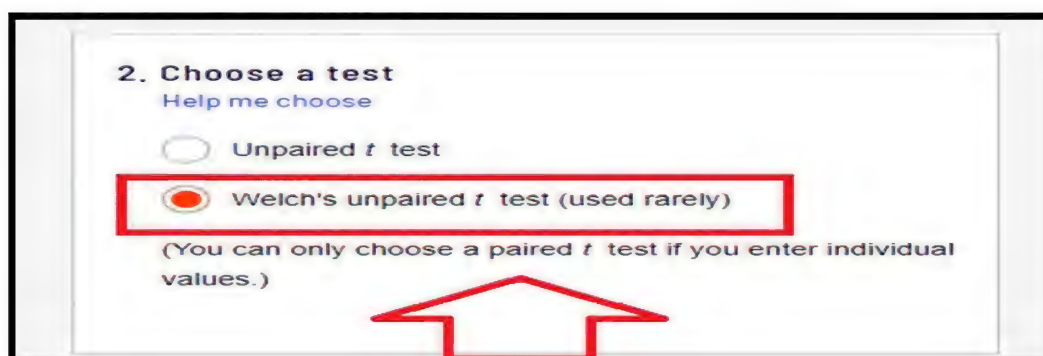 2. Choose a test
Help me choose
Unpaired t test
Welch's unpaired t test (used rarely)
(You can only choose a paired t test if you enter individual
values.)